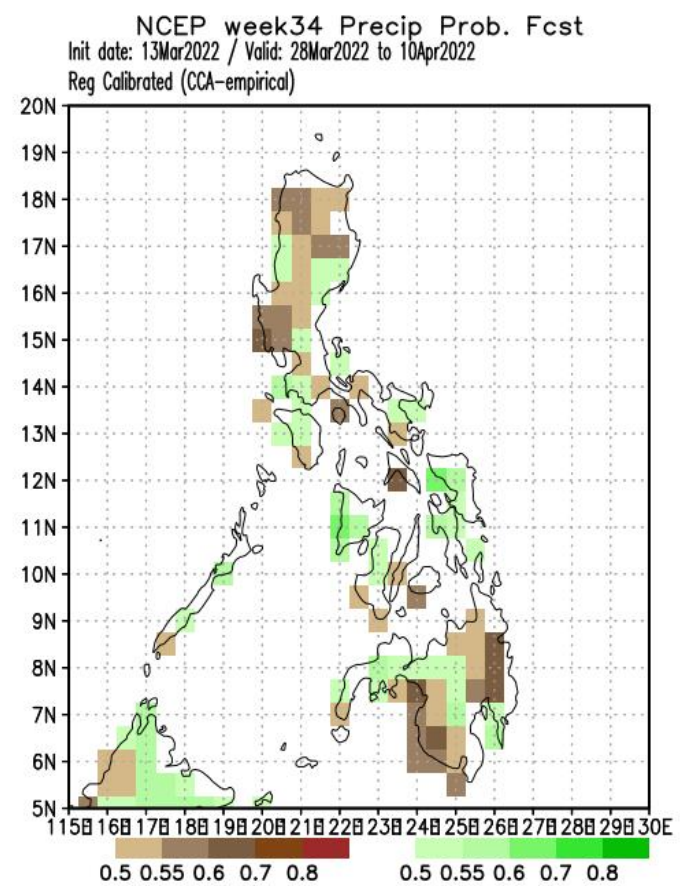 NCEP week34 Precip Prob. Fcst
Init date: 13Mar2022 / Valid: 28Mar2022 to 10Apr2022
Reg Calibrated (CCA-empirical)
20N
19N
18N
17N
16N
15N
14N
13N
12N
11N
10N
9N
8N
7N
6N
5N
115E 116E 117E 118E 119E 120E 121E 122E 123E 124E 125E 126E 127E 128E 129E 130E
0.5 0.55 0.6 0.7 0.8 0.5 0.55 0.6 0.7 0.8